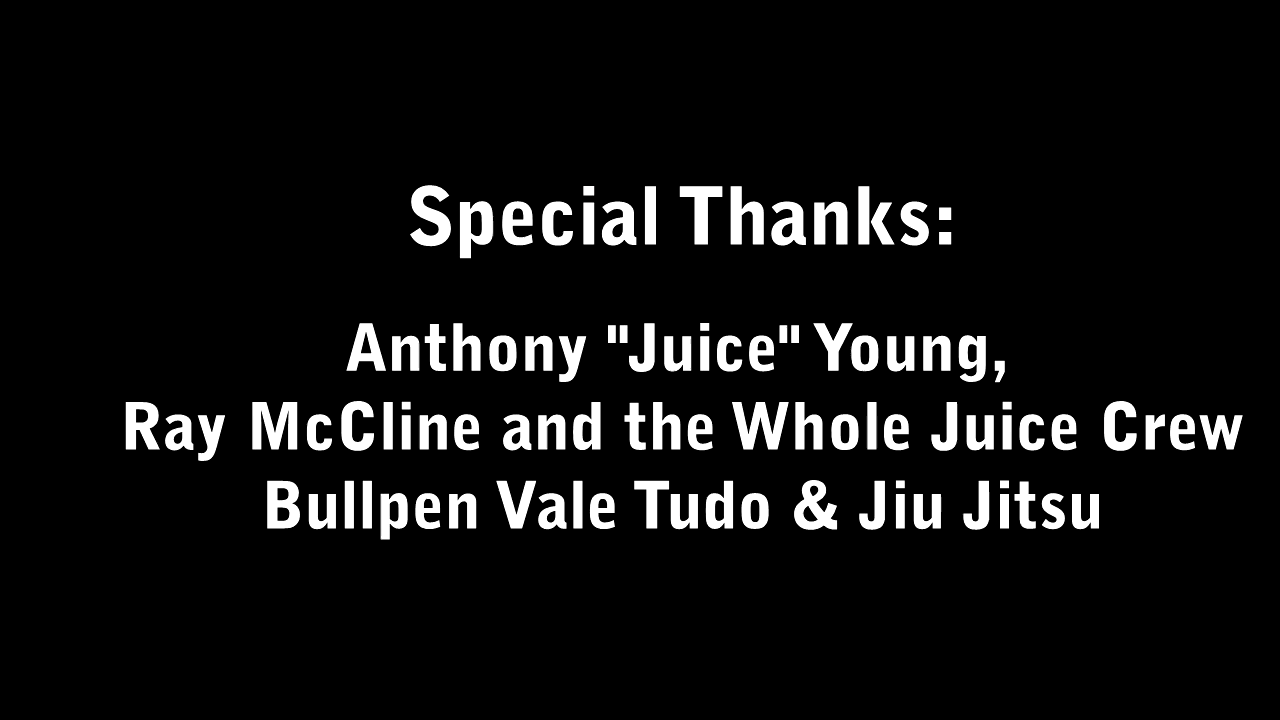 Special Thanks:
Anthony "Juice" Young,
Ray McCline and the Whole Juice Crew
Bullpen Vale Tudo & Jiu Jitsu